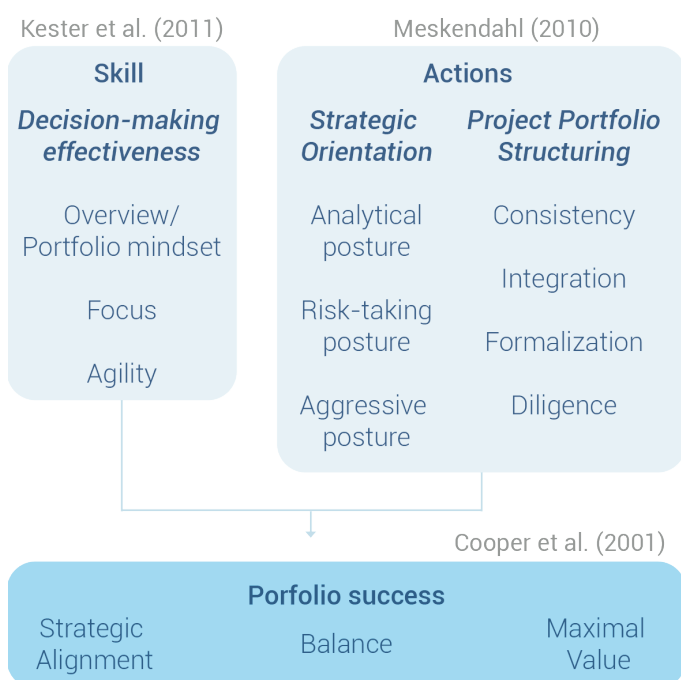 Kester et al. (2011)
Skill
Decision-making
effectiveness
Overview/
Portfolio mindset
Focus
Agility
Meskendahl (2010)
Actions
Strategic
Orientation
Analytical
posture
Risk-taking
posture
Aggressive
posture
Project Portfolio
Structuring
Consistency
Integration
Formalization
Diligence
Cooper et al. (2001)
Porfolio success
Strategic
Alignment
Balance
Maximal
Value